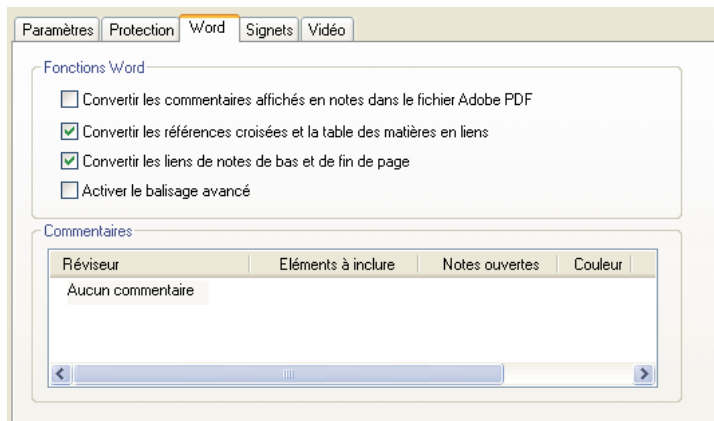 Paramètres Protection Word Signets Vidéo
Fonctions Word
Convertir les commentaires affichés en notes dans le fichier Adobe PDF
Convertir les références croisées et la table des matières en liens
Convertir les liens de notes de bas et de fin de page
Activer le balisage avancé
Commentaires
Réviseur Eléments à inclure Notes ouvertes Couleur
Aucun commentaire